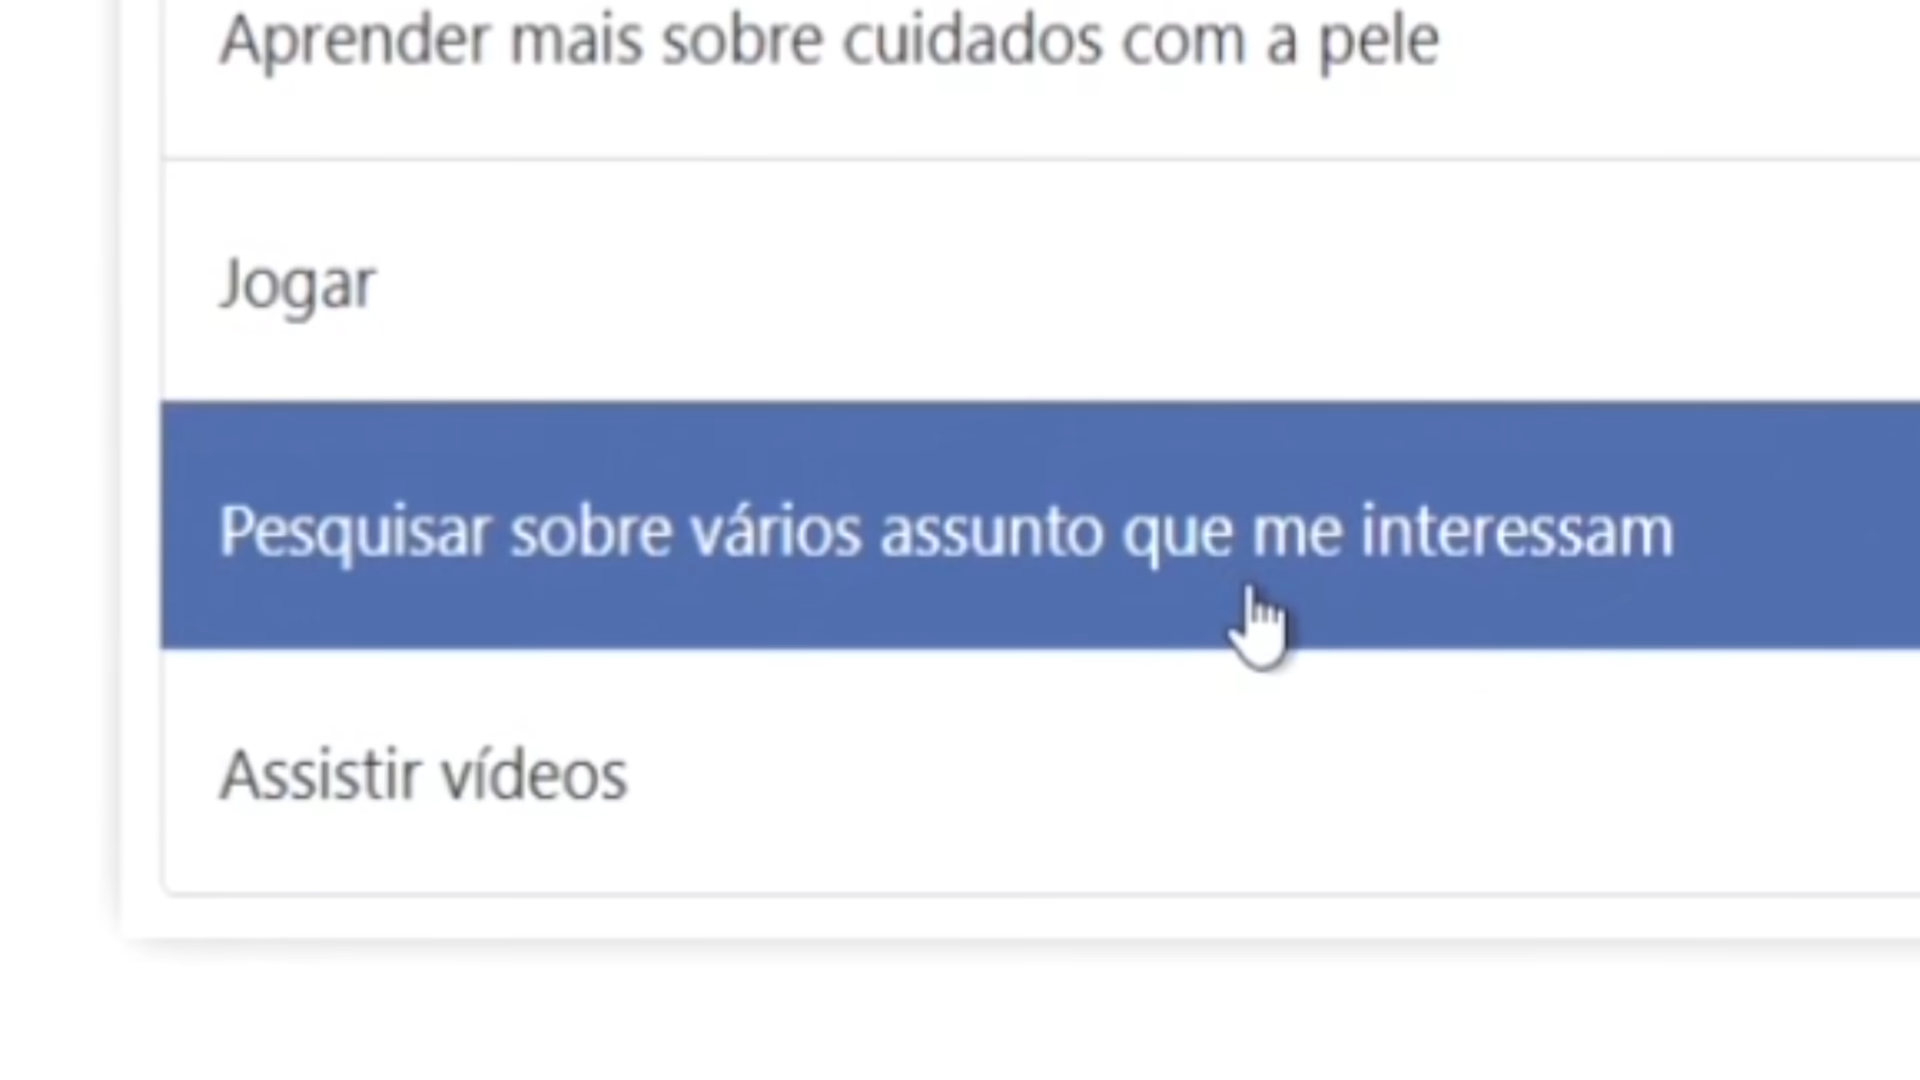 Aprender mais sobre cuidados com a pele
Jogar
Pesquisar sobre vários assunto que me interessam
Assistir vídeos